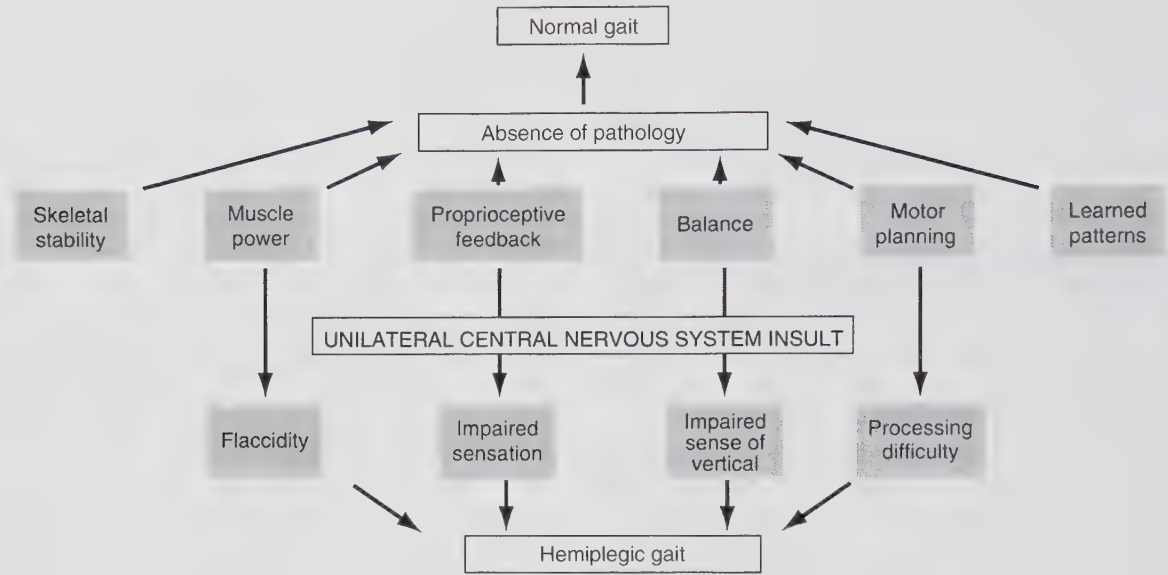 Normal gait
Absence of pathology
Skeletal
stability
Muscle
power
Proprioceptive
feedback
Balance
Motor
planning
Learned
patterns
UNILATERAL CENTRAL NERVOUS SYSTEM INSULT
Flaccidity
Impaired
sensation
Impaired
sense of
vertical
Processing
difficulty
Hemiplegic gait